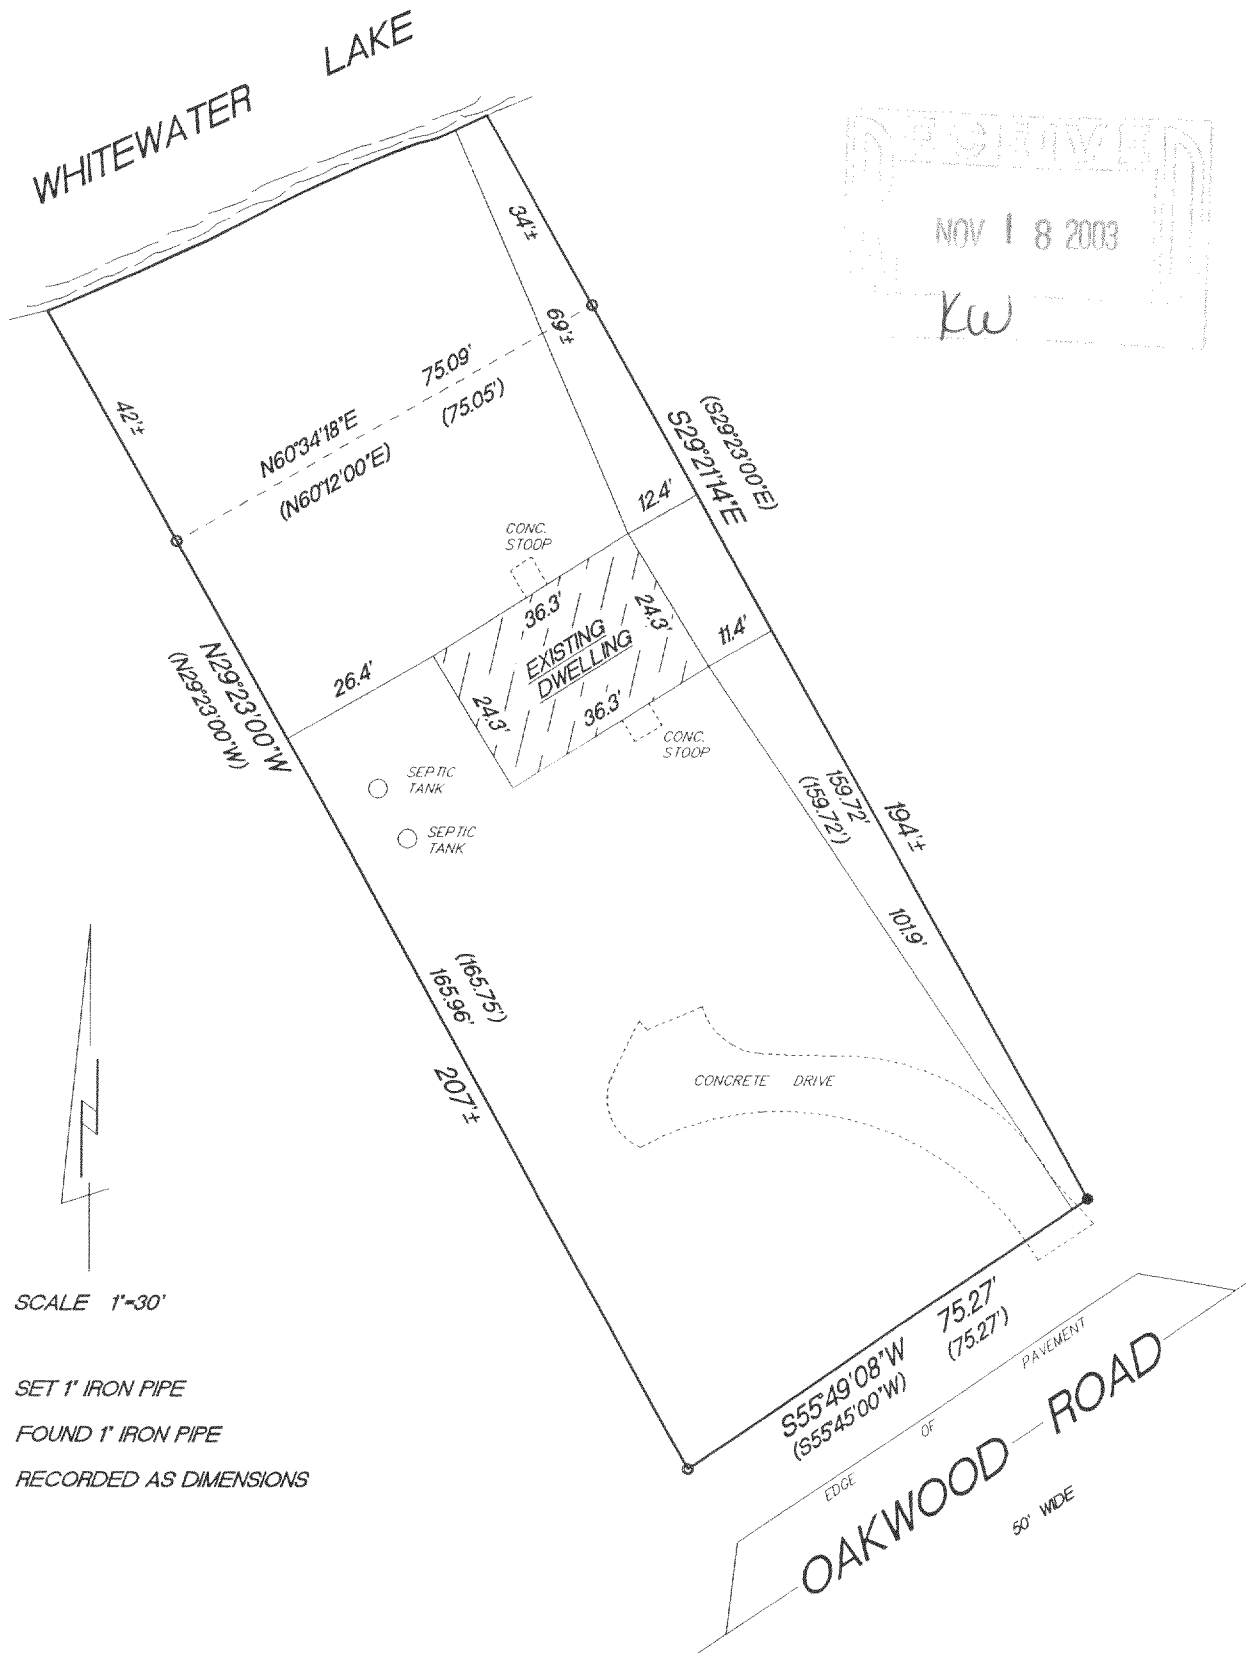 WHITEWATER LAKE
RECEIVE
NOV 18 2003
KW
34'±
69'±
42'±
75.09'
(75.05')
N60°34'18"E
(N60°12'00"E)
(S29°23'00"E)
S29°21'14"E
12.4'
CONC.
STOOP
36.3'
24.3'
EXISTING
DWELLING
11.4'
26.4'
24.3'
36.3'
CONC.
STOOP
N29°23'00"W
(N29°23'00"W)
SEPTIC
TANK
SEPTIC
TANK
159.72'
(159.72')
194'±
101.9'
(165.75')
165.96'
207'±
CONCRETE DRIVE
SCALE 1"=30'
SET 1" IRON PIPE
FOUND 1" IRON PIPE
RECORDED AS DIMENSIONS
S55°49'08"W 75.27'
(S55°45'00"W) (75.27')
EDGE OF PAVEMENT
OAKWOOD ROAD
50' WIDE